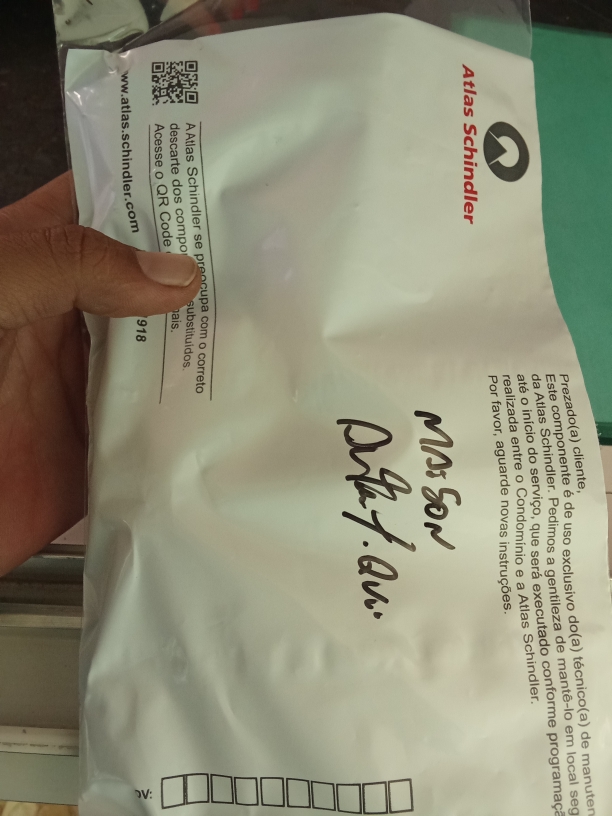 Atlas Schindler
Prezado(a) cliente,
Este componente é de uso exclusivo do(a) técnico(a) de manuten
da Atlas Schindler. Pedimos a gentileza de mantê-lo em local seg
até o início do serviço, que será executado conforme programaçã
realizada entre o Condomínio e a Atlas Schindler.
Por favor, aguarde novas instruções.
MAISON
A Atlas Schindler se preocupa com o correto
descarte dos compo substituídos.
Acesse o QR Code ais.
www.atlas.schindler.com 918
OV: